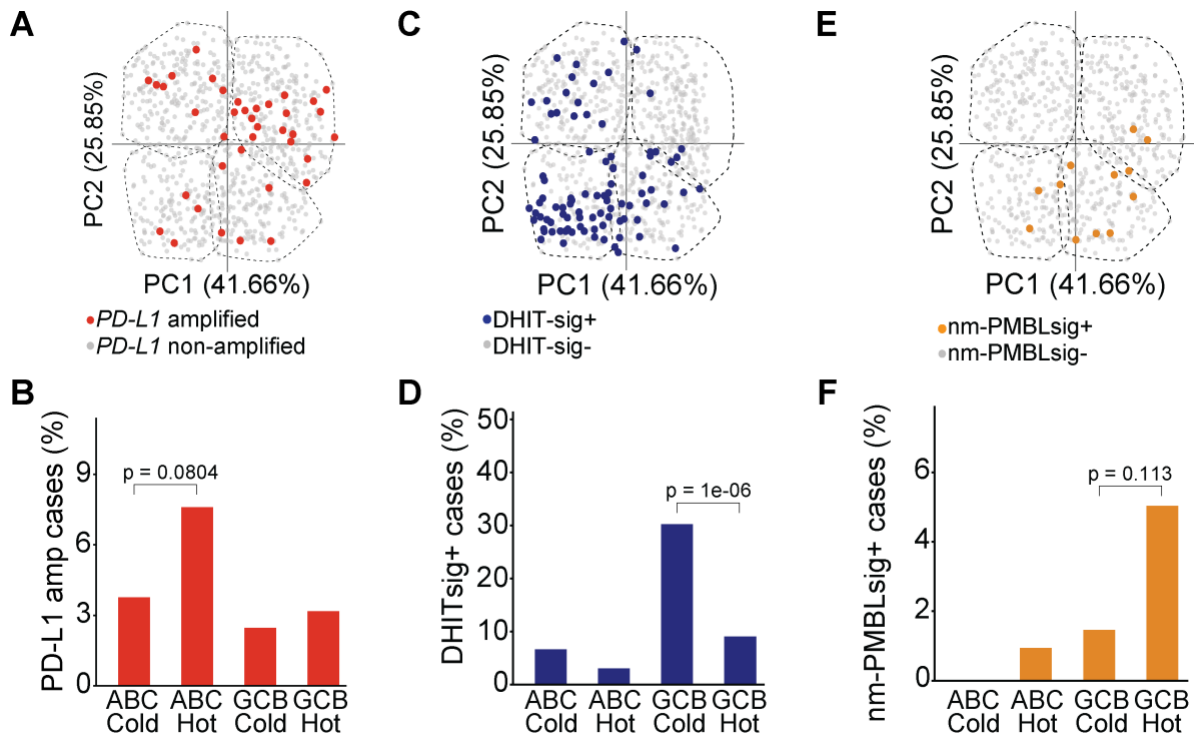 A
PC2 (25.85%)
PC1 (41.66%)
PD-L1 amplified
PD-L1 non-amplified
C
PC2 (25.85%)
PC1 (41.66%)
DHIT-sig+
DHIT-sig-
E
PC2 (25.85%)
PC1 (41.66%)
nm-PMBLsig+
nm-PMBLsig-
B
PD-L1 amp cases (%)
9
6
3
0
p = 0.0804
ABC ABC GCB GCB
Cold Hot Cold Hot
D
DHITsig+ cases (%)
50
40
30
20
10
0
p = 1e-06
ABC ABC GCB GCB
Cold Hot Cold Hot
F
nm-PMBLsig+ cases (%)
6
4
2
0
p = 0.113
ABC ABC GCB GCB
Cold Hot Cold Hot